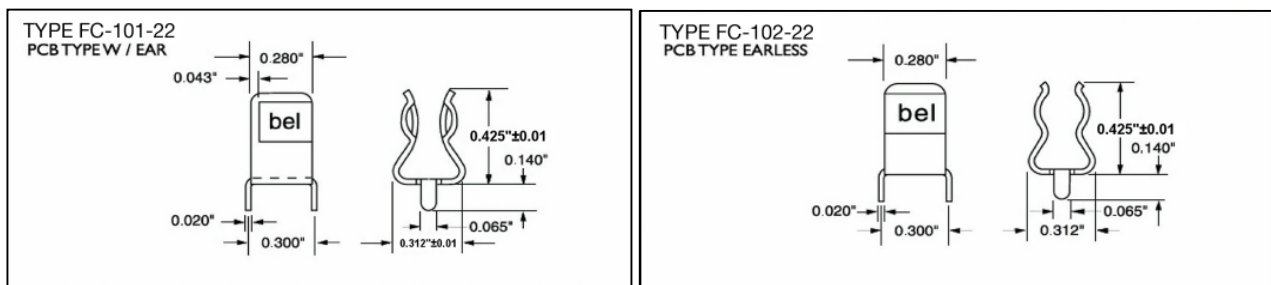 TYPE FC-101-22
PCB TYPE W / EAR
0.280"
0.043"
bel
0.425"±0.01
0.140"
0.020"
0.065"
0.300"
0.312"±0.01
TYPE FC-102-22
PCB TYPE EARLESS
0.280"
bel
0.425"±0.01
0.140"
0.020"
0.065"
0.300"
0.312"